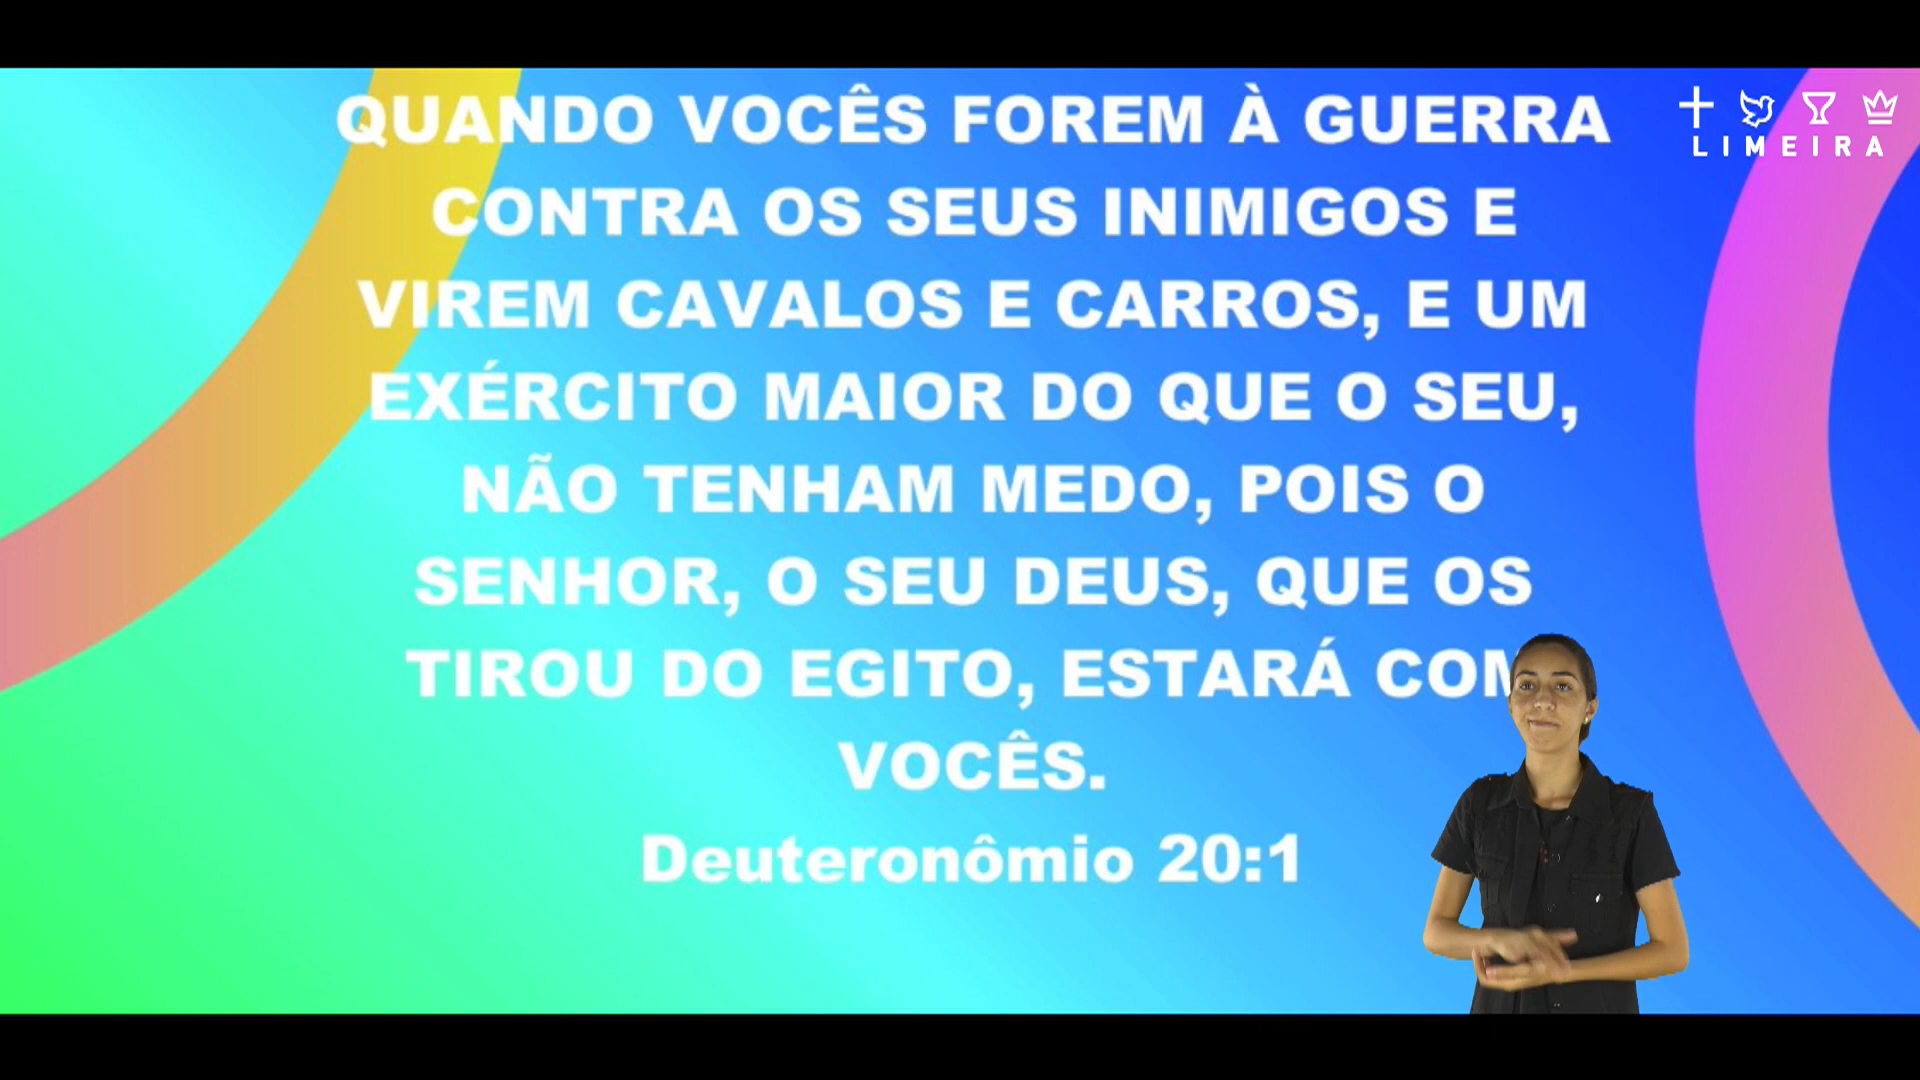 QUANDO VOCÊS FOREM À GUERRA
CONTRA OS SEUS INIMIGOS E
VIREM CAVALOS E CARROS, E UM
EXÉRCITO MAIOR DO QUE O SEU,
NÃO TENHAM MEDO, POIS O
SENHOR, O SEU DEUS, QUE OS
TIROU DO EGITO, ESTARÁ COM
VOCÊS.
Deuteronômio 20:1
LIMEIRA